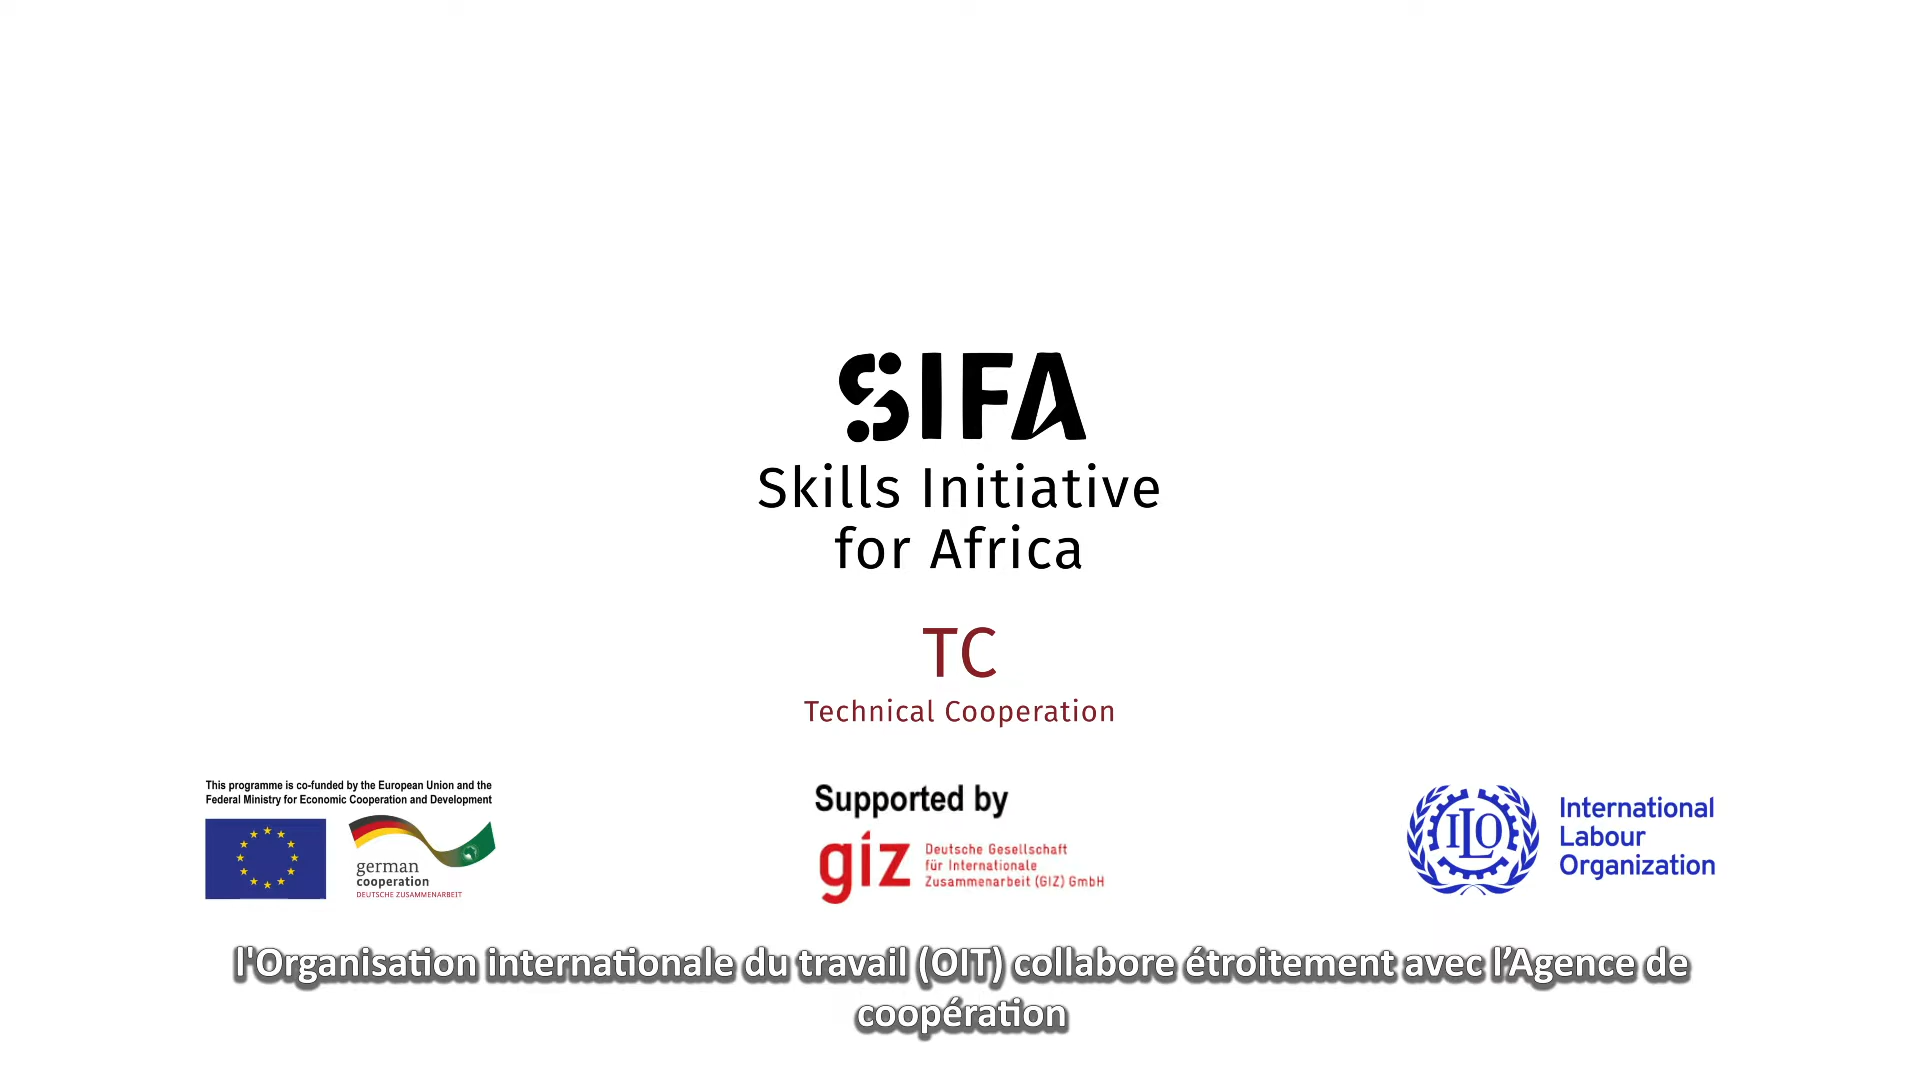 SIFA
Skills Initiative
for Africa
TC
Technical Cooperation
This programme is co-funded by the European Union and the
Federal Ministry for Economic Cooperation and Development
german
cooperation
DEUTSCHE ZUSAMMENARBEIT
Supported by
giz
Deutsche Gesellschaft
für Internationale
Zusammenarbeit (GIZ) GmbH
ILO
International
Labour
Organization
l'Organisation internationale du travail (OIT) collabore étroitement avec l’Agence de
coopération